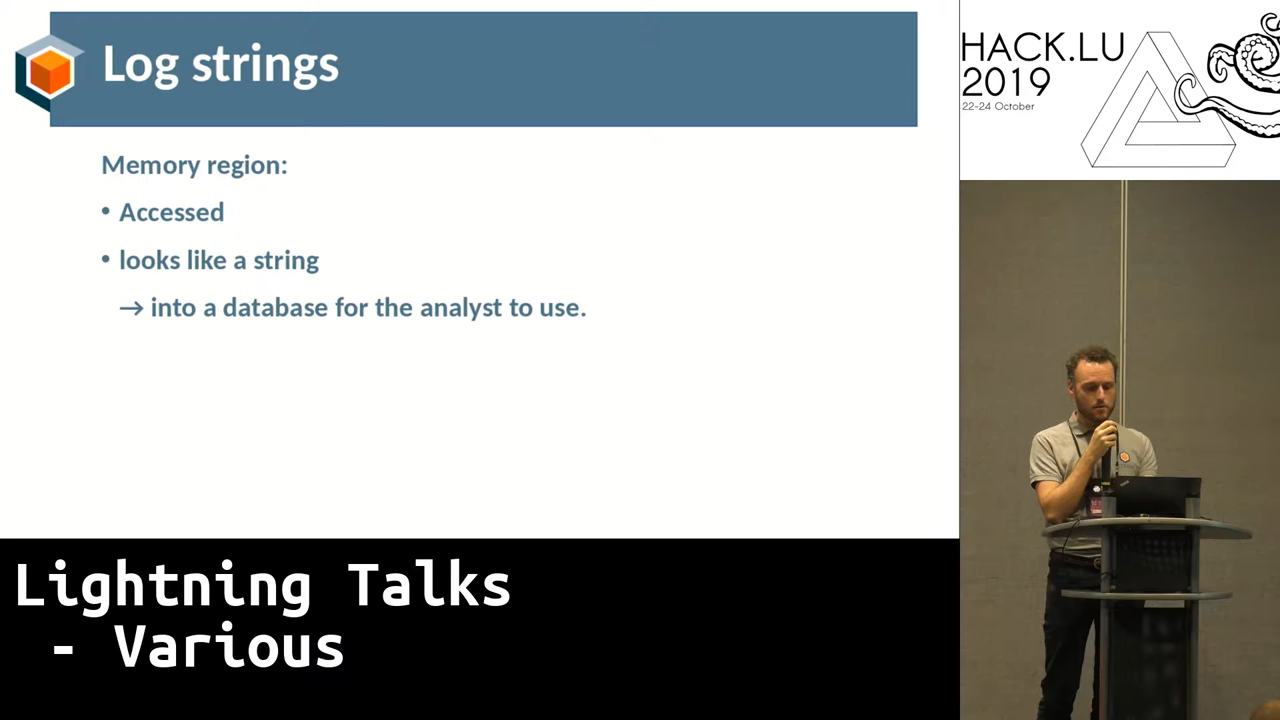 Log strings
Memory region:
• Accessed
• looks like a string
→ into a database for the analyst to use.
HACK.LU
2019
22-24 October
Lightning Talks
- Various